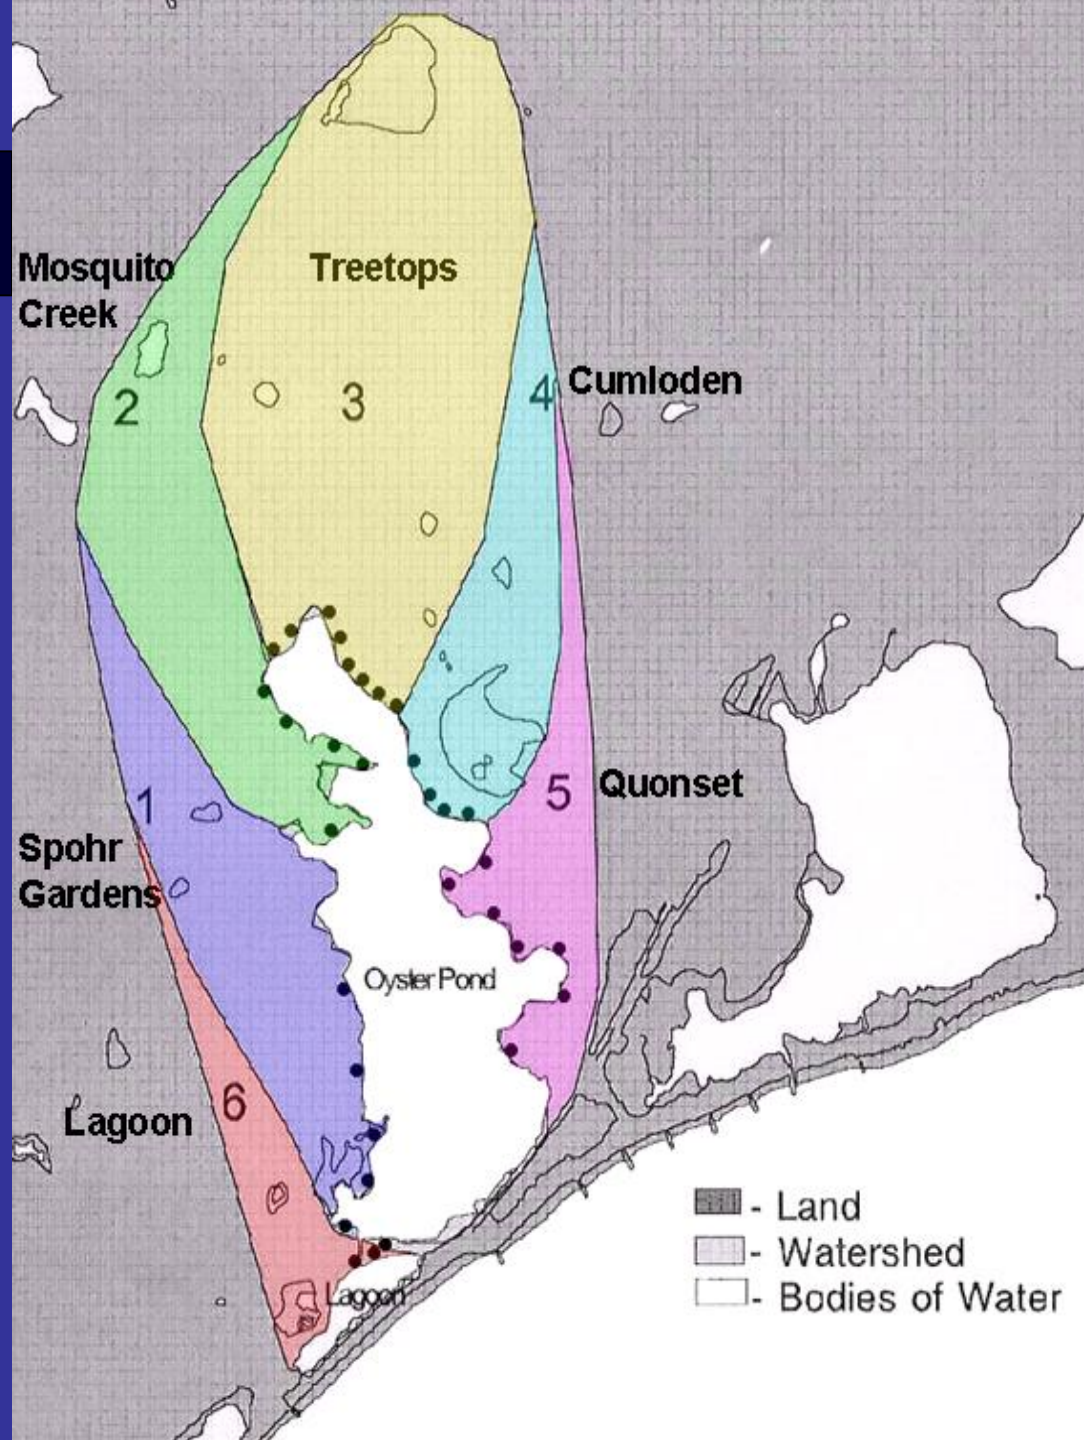 Mosquito
Creek
Treetops
2
3
4
Cumloden
1
5
Quonset
Spohr
Gardens
Oyster Pond
6
Lagoon
- Land
- Watershed
- Bodies of Water
Lagoon